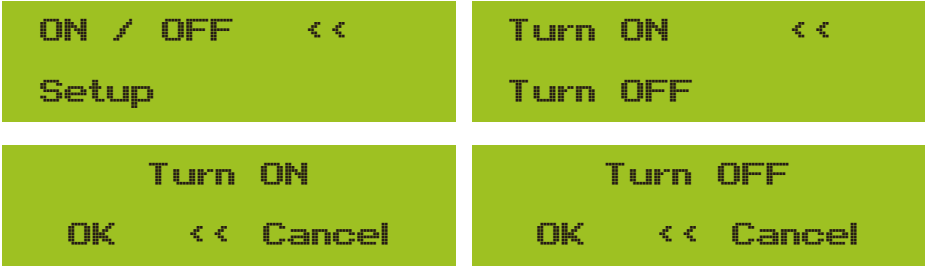 ON / OFF <<
Setup
Turn ON <<
Turn OFF
Turn ON
OK << Cancel
Turn OFF
OK << Cancel